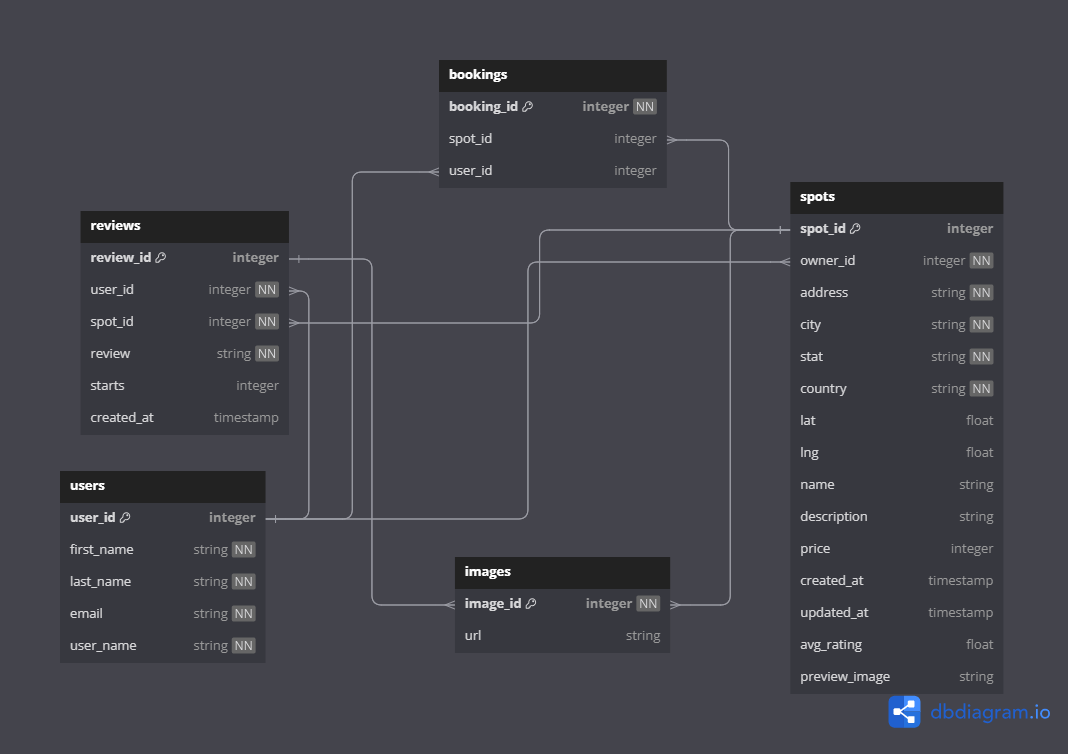 bookings
booking_id integer NN
spot_id integer
user_id integer
reviews
review_id integer
user_id integer NN
spot_id integer NN
review string NN
starts integer
created_at timestamp
users
user_id integer
first_name string NN
last_name string NN
email string NN
user_name string NN
images
image_id integer NN
url string
spots
spot_id integer
owner_id integer NN
address string NN
city string NN
stat string NN
country string NN
lat float
lng float
name string
description string
price integer
created_at timestamp
updated_at timestamp
avg_rating float
preview_image string
dbdiagram.io